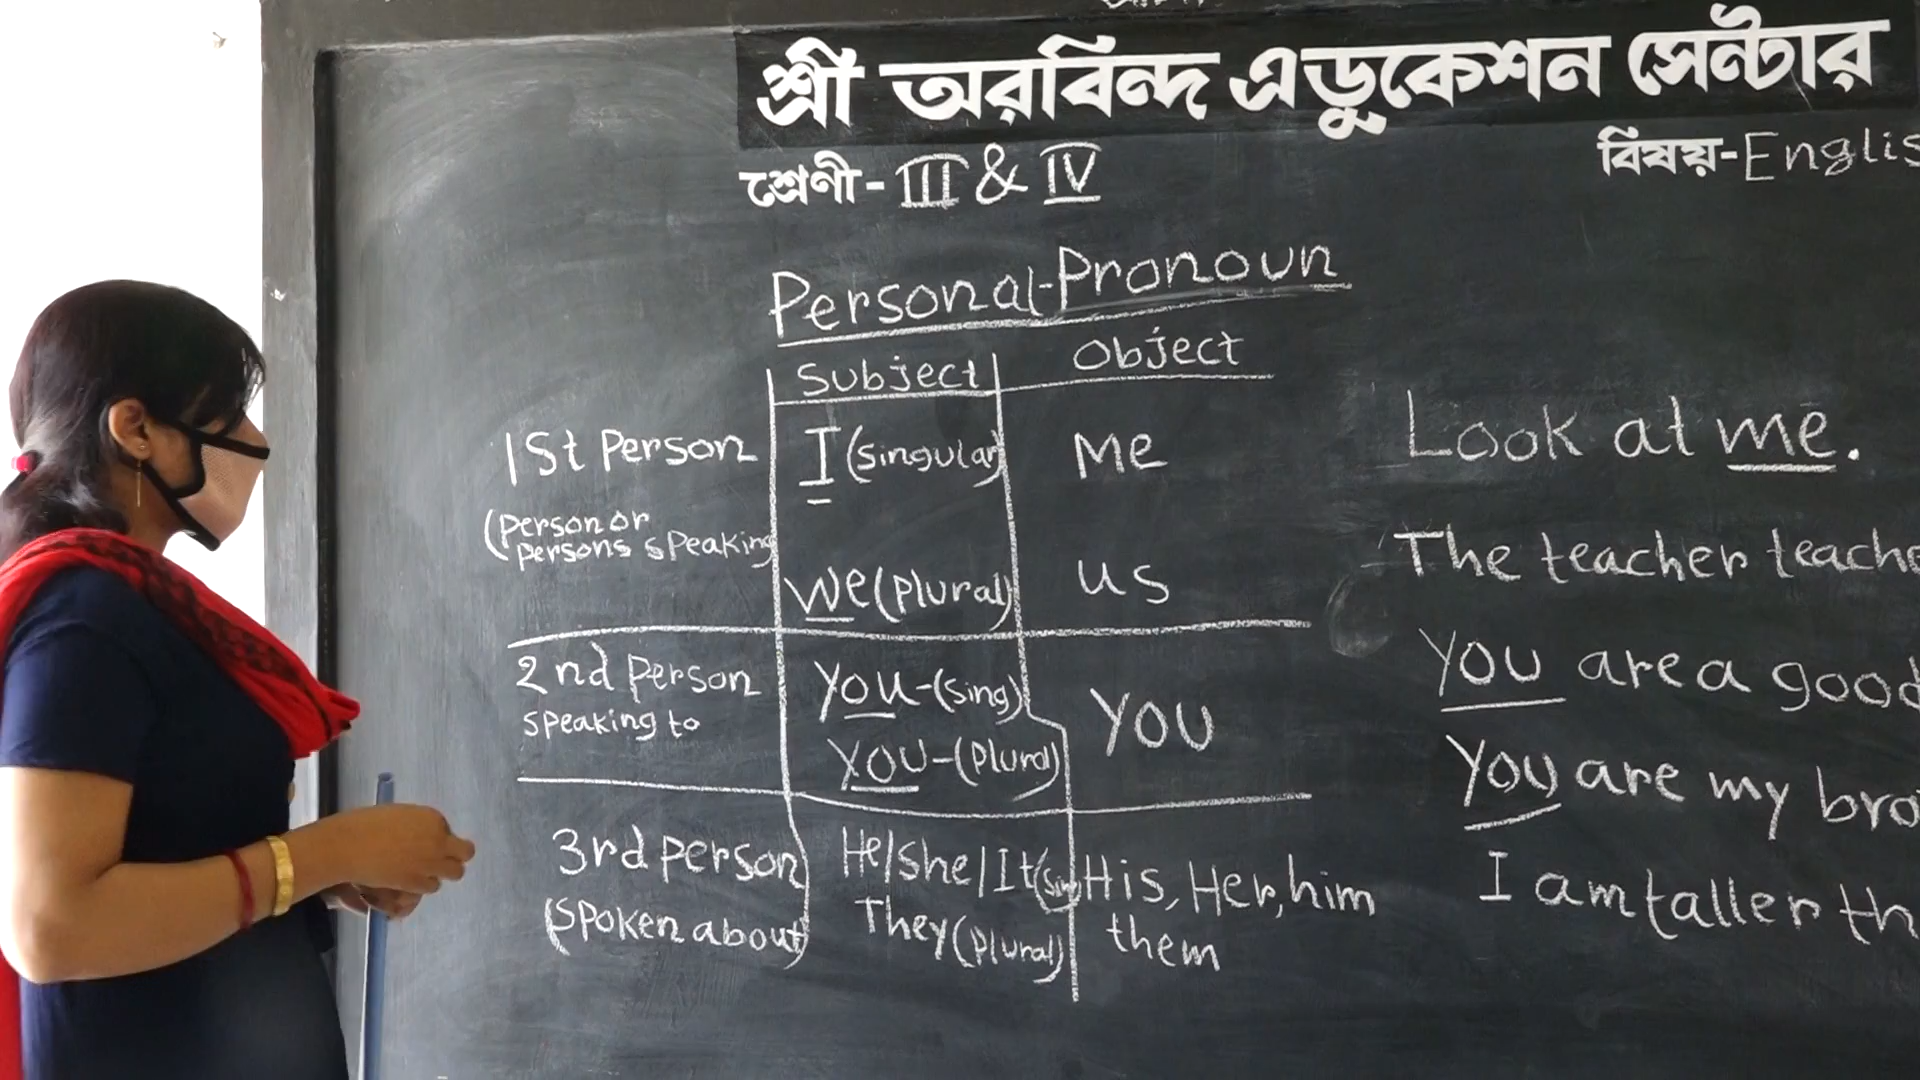 শ্রী অরবিন্দ এডুকেশন সেন্টার
শ্রেণী- III & IV
বিষয়- Englis
Personal-Pronoun
Subject Object
1st Person I (singular) Me
(person or
persons speaking
we (plural) us
2nd person you-(sing) you
speaking to
you-(plural)
3rd person He/she/It(sin) His, Her, him
(spoken about) They (plural) them
Look at me.
The teacher teache
you are a good
you are my bro
I am taller th